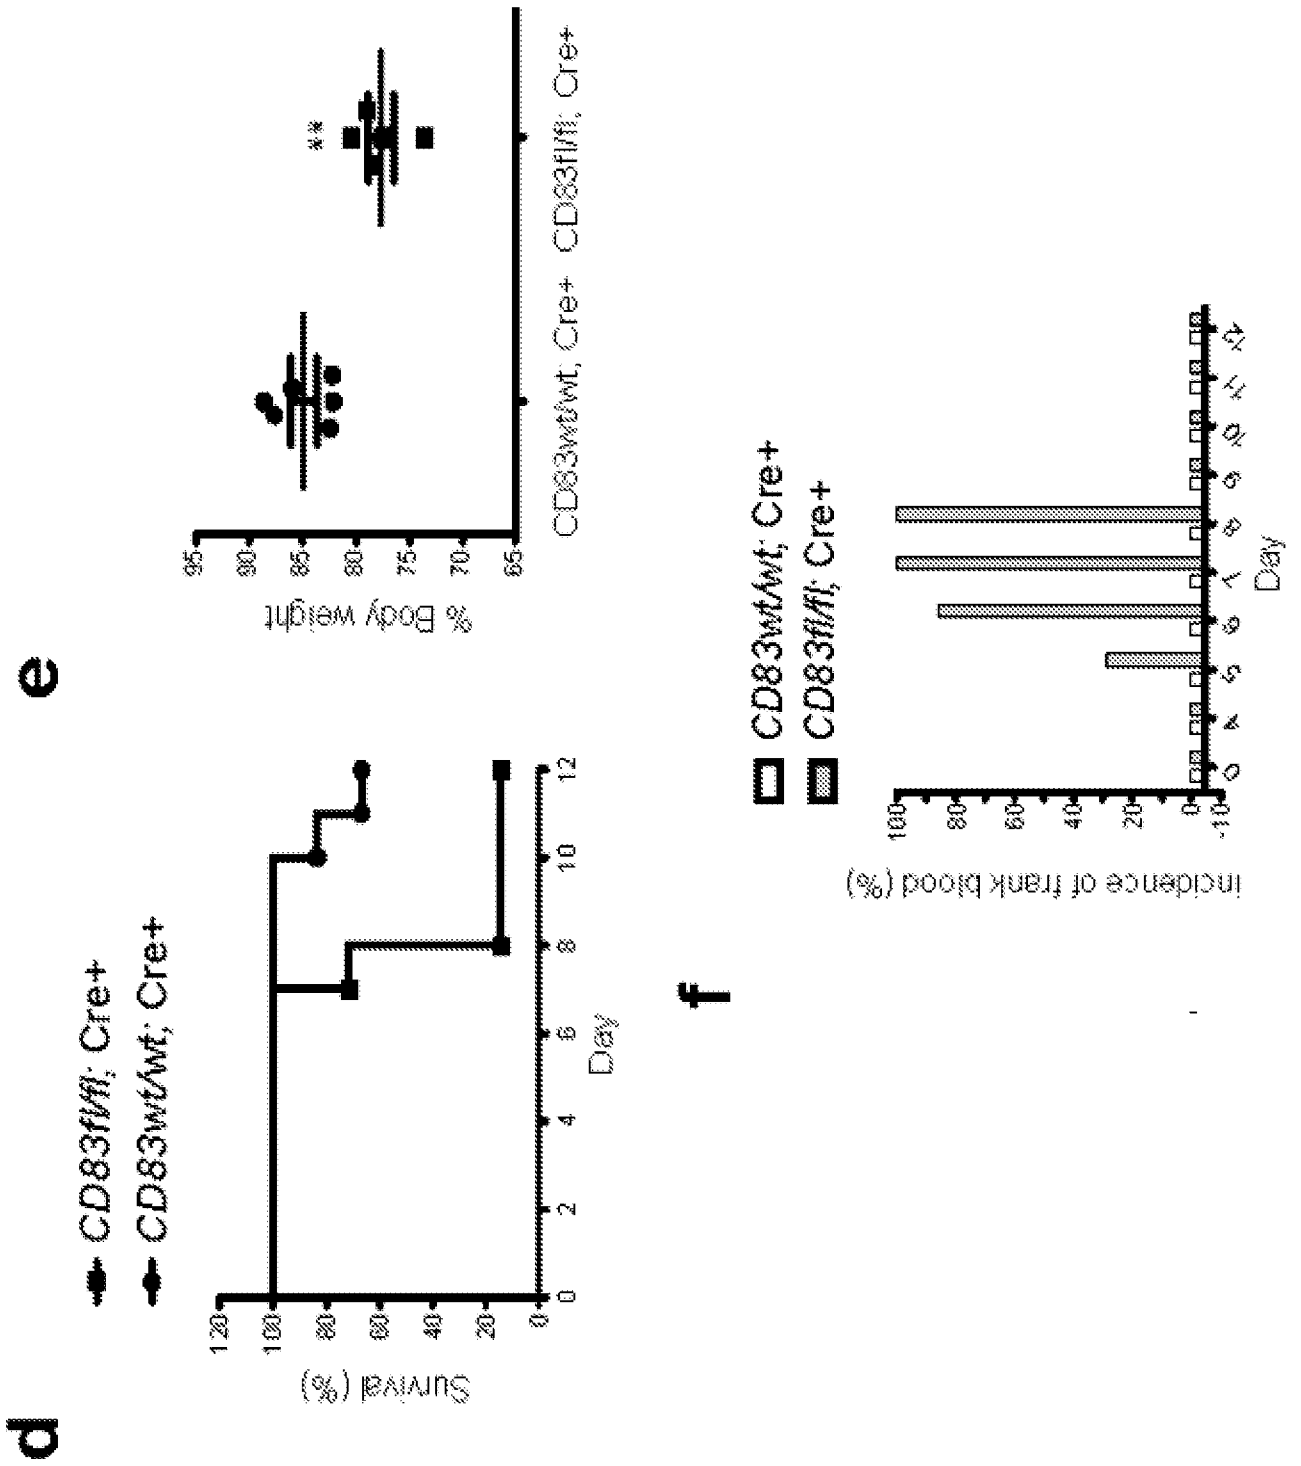 d
CD83fl/fl; Cre+
CD83wt/wt; Cre+
Survival (%)
120
100
80
60
40
20
0
0 2 4 6 8 10 12
Day
e
% Body weight
95
90
85
80
75
70
65
**
CD83wt/wt; Cre+ CD83fl/fl; Cre+
f
CD83wt/wt; Cre+
CD83fl/fl; Cre+
incidence of frank blood (%)
100
80
60
40
20
0
-10
0 4 5 6 7 8 9 10 11 12
Day